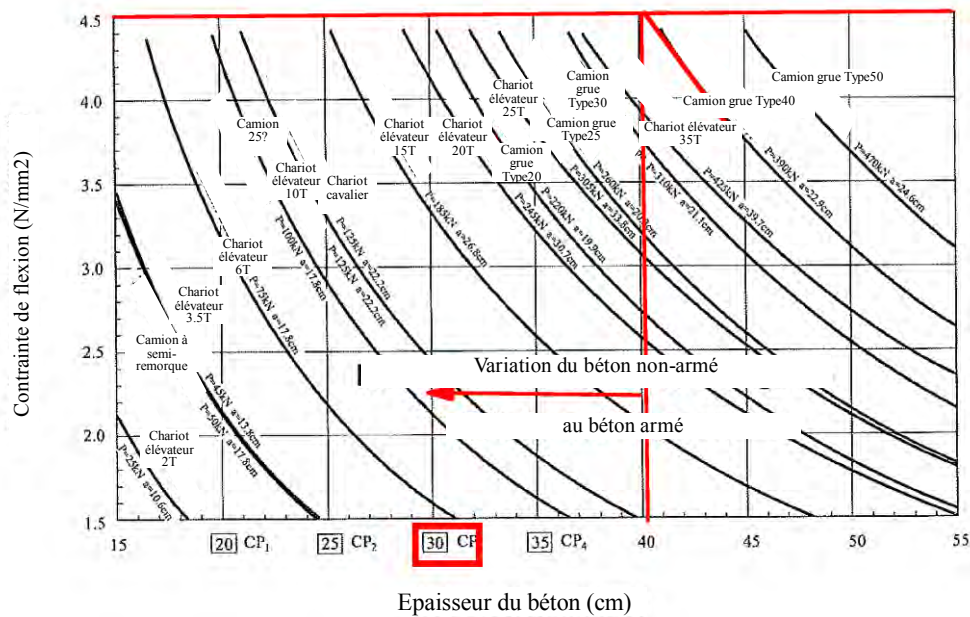 Contrainte de flexion (N/mm2)
4.5
4.0
3.5
3.0
2.5
2.0
1.5
Camion grue Type50
Camion
grue
Type30
Chariot
élévateur
25T
Camion grue Type40
Chariot
élévateur
15T
Chariot
élévateur
20T
Camion grue
Type25
Chariot élévateur
35T
Camion
25?
Camion
grue
Type20
Chariot
élévateur
10T
Chariot
cavalier
Chariot
élévateur
6T
Chariot
élévateur
3.5T
Camion à
semi-
remorque
Chariot
élévateur
2T
P=470kN a=24.6cm
P=390kN a=22.9cm
P=425kN a=39.7cm
P=310kN a=21.1cm
P=260kN
P=305kN a=33.8cm
P=220kN a=19.9cm
P=245kN a=30.7cm
P=185kN a=26.8cm
P=125kN a=22.2cm
P=125kN a=22.2cm
P=100kN a=17.8cm
P=75kN a=17.8cm
P=45kN a=13.8cm
P=50kN a=17.8cm
P=25kN a=10.6cm
Variation du béton non-armé
au béton armé
15 20 CP1 25 CP2 30 CP 35 CP4 40 45 50 55
Epaisseur du béton (cm)